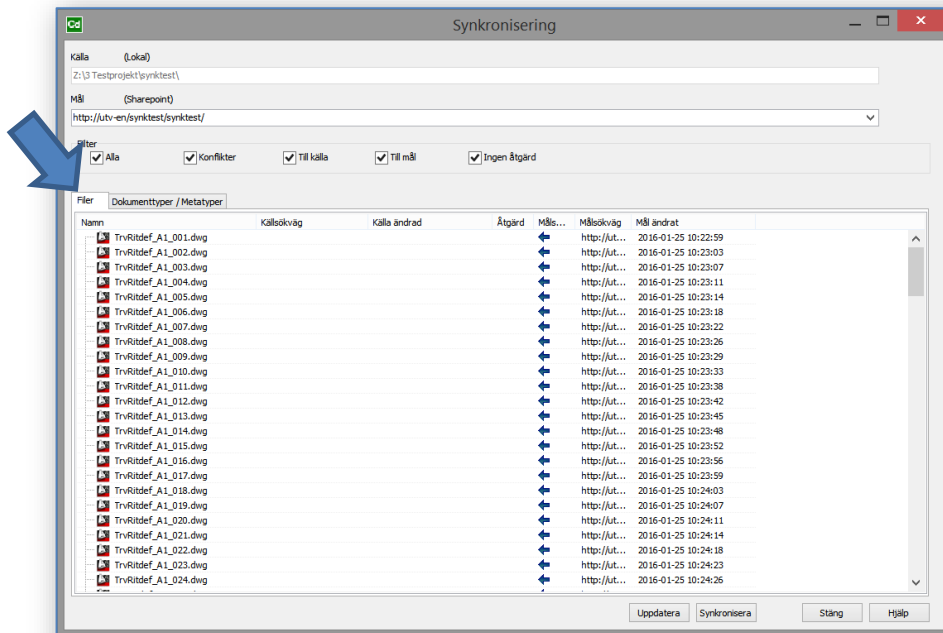 Cd Synkronisering
Källa (Lokal)
Z:\3 Testprojekt\synktest\
Mål (Sharepoint)
http://utv-en/synktest/synktest/
Filter
Alla Konflikter Till källa Till mål Ingen åtgärd
Filer Dokumenttyper / Metatyper
Namn Källsökväg Källa ändrad Åtgärd Måls... Målsökväg Mål ändrat
TrvRitdef_A1_001.dwg http://ut... 2016-01-25 10:22:59
TrvRitdef_A1_002.dwg http://ut... 2016-01-25 10:23:03
TrvRitdef_A1_003.dwg http://ut... 2016-01-25 10:23:07
TrvRitdef_A1_004.dwg http://ut... 2016-01-25 10:23:11
TrvRitdef_A1_005.dwg http://ut... 2016-01-25 10:23:14
TrvRitdef_A1_006.dwg http://ut... 2016-01-25 10:23:18
TrvRitdef_A1_007.dwg http://ut... 2016-01-25 10:23:22
TrvRitdef_A1_008.dwg http://ut... 2016-01-25 10:23:26
TrvRitdef_A1_009.dwg http://ut... 2016-01-25 10:23:29
TrvRitdef_A1_010.dwg http://ut... 2016-01-25 10:23:33
TrvRitdef_A1_011.dwg http://ut... 2016-01-25 10:23:38
TrvRitdef_A1_012.dwg http://ut... 2016-01-25 10:23:42
TrvRitdef_A1_013.dwg http://ut... 2016-01-25 10:23:45
TrvRitdef_A1_014.dwg http://ut... 2016-01-25 10:23:48
TrvRitdef_A1_015.dwg http://ut... 2016-01-25 10:23:52
TrvRitdef_A1_016.dwg http://ut... 2016-01-25 10:23:56
TrvRitdef_A1_017.dwg http://ut... 2016-01-25 10:23:59
TrvRitdef_A1_018.dwg http://ut... 2016-01-25 10:24:03
TrvRitdef_A1_019.dwg http://ut... 2016-01-25 10:24:07
TrvRitdef_A1_020.dwg http://ut... 2016-01-25 10:24:11
TrvRitdef_A1_021.dwg http://ut... 2016-01-25 10:24:14
TrvRitdef_A1_022.dwg http://ut... 2016-01-25 10:24:18
TrvRitdef_A1_023.dwg http://ut... 2016-01-25 10:24:23
TrvRitdef_A1_024.dwg http://ut... 2016-01-25 10:24:26
Uppdatera Synkronisera Stäng Hjälp